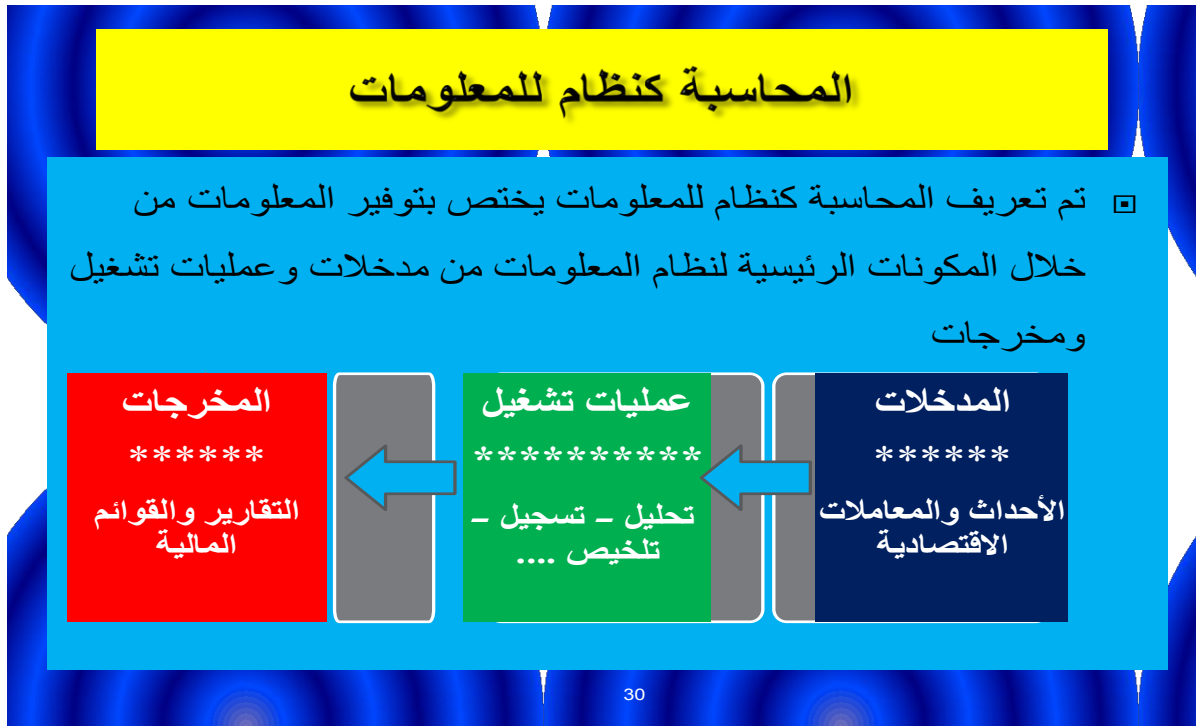 المحاسبة كنظام للمعلومات
تم تعريف المحاسبة كنظام للمعلومات يختص بتوفير المعلومات من
خلال المكونات الرئيسية لنظام المعلومات من مدخلات وعمليات تشغيل
ومخرجات
المدخلات
******
الأحداث والمعاملات
الاقتصادية
عمليات تشغيل
**********
تحليل – تسجيل –
تلخيص ....
المخرجات
******
التقارير والقوائم
المالية
30